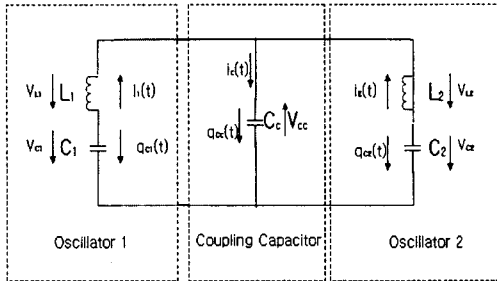 V_L1 L_1 i_1(t)
V_C1 C_1 q_C1(t)
i_c(t)
q_cc(t) C_c V_cc
i_2(t) L_2 V_L2
q_C2(t) C_2 V_C2
Oscillator 1
Coupling Capacitor
Oscillator 2